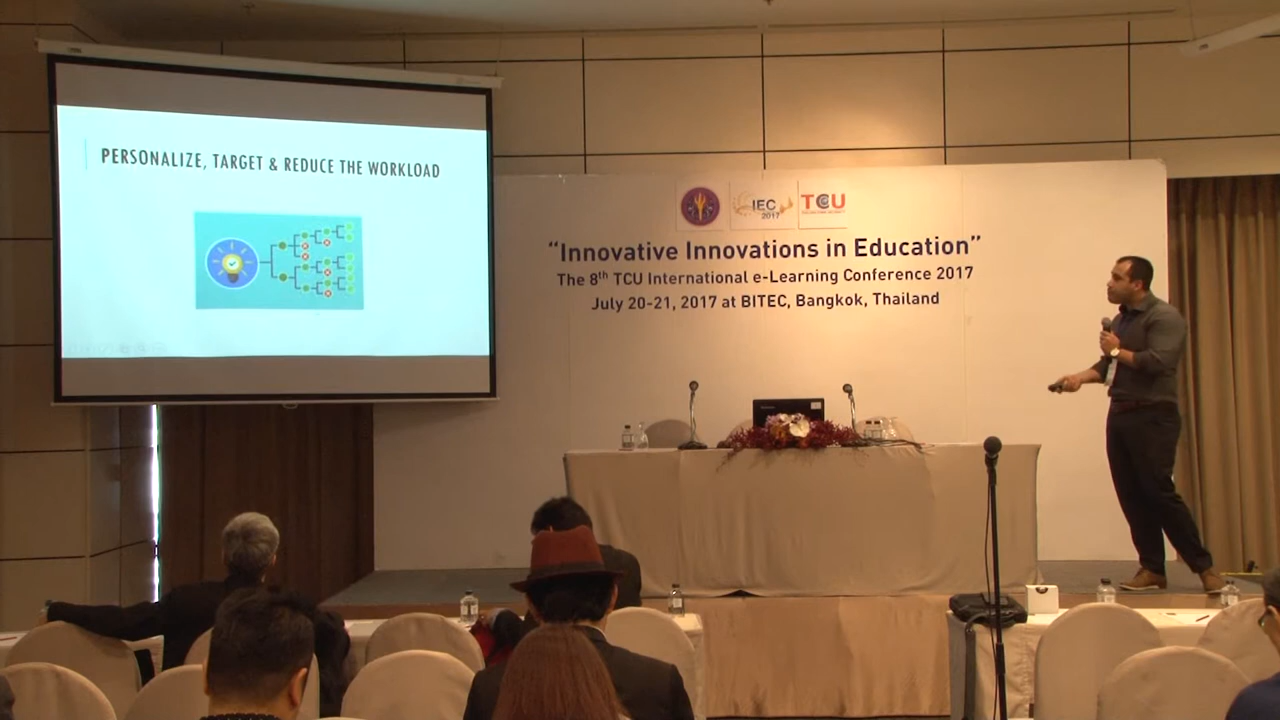 PERSONALIZE, TARGET & REDUCE THE WORKLOAD
IEC
2017
TCU
“Innovative Innovations in Education”
The 8th TCU International e-Learning Conference 2017
July 20-21, 2017 at BITEC, Bangkok, Thailand